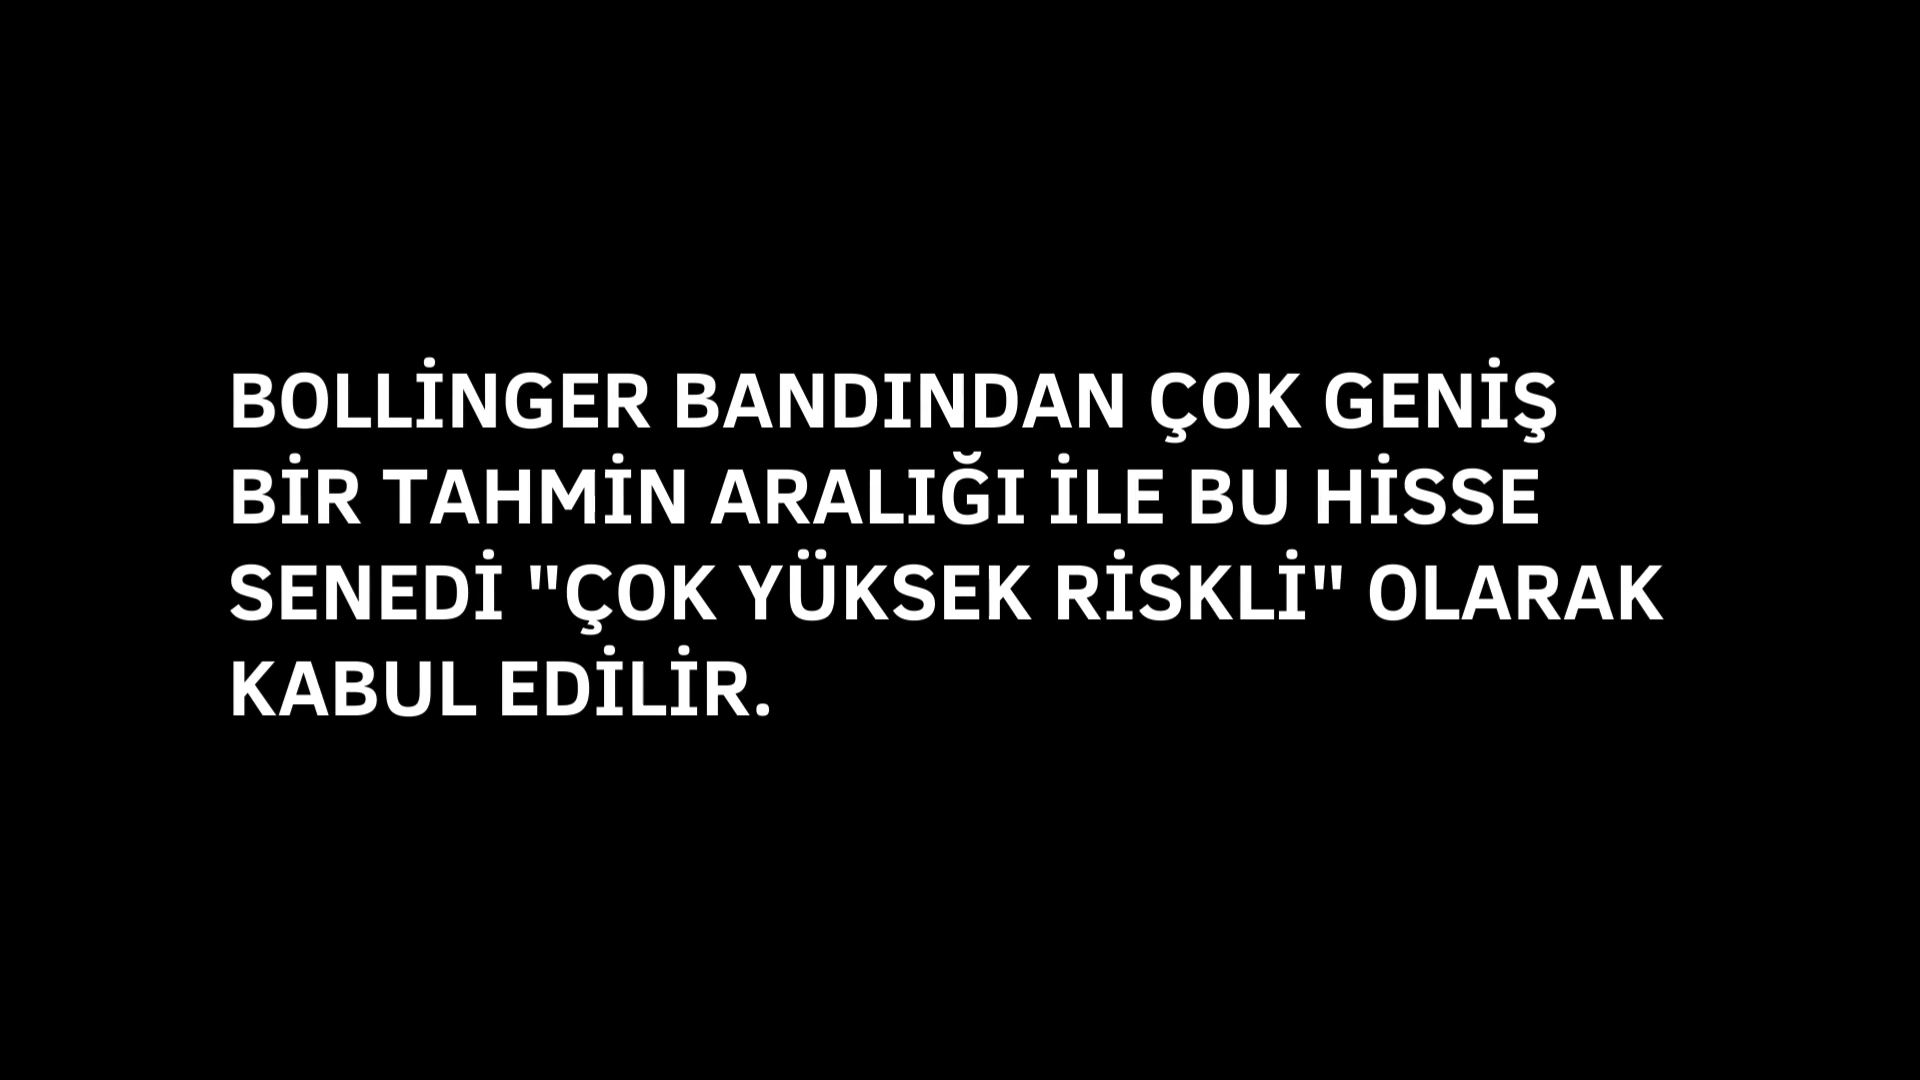 BOLLİNGER BANDINDAN ÇOK GENİŞ
BİR TAHMİN ARALIĞI İLE BU HİSSE
SENEDİ "ÇOK YÜKSEK RİSKLİ" OLARAK
KABUL EDİLİR.